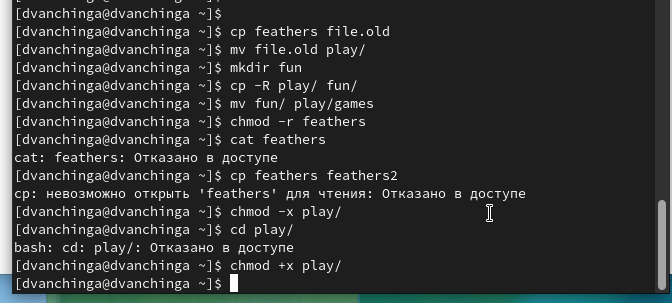 [dvanchinga@dvanchinga ~]$
[dvanchinga@dvanchinga ~]$ cp feathers file.old
[dvanchinga@dvanchinga ~]$ mv file.old play/
[dvanchinga@dvanchinga ~]$ mkdir fun
[dvanchinga@dvanchinga ~]$ cp -R play/ fun/
[dvanchinga@dvanchinga ~]$ mv fun/ play/games
[dvanchinga@dvanchinga ~]$ chmod -r feathers
[dvanchinga@dvanchinga ~]$ cat feathers
cat: feathers: Отказано в доступе
[dvanchinga@dvanchinga ~]$ cp feathers feathers2
cp: невозможно открыть 'feathers' для чтения: Отказано в доступе
[dvanchinga@dvanchinga ~]$ chmod -x play/
[dvanchinga@dvanchinga ~]$ cd play/
bash: cd: play/: Отказано в доступе
[dvanchinga@dvanchinga ~]$ chmod +x play/
[dvanchinga@dvanchinga ~]$